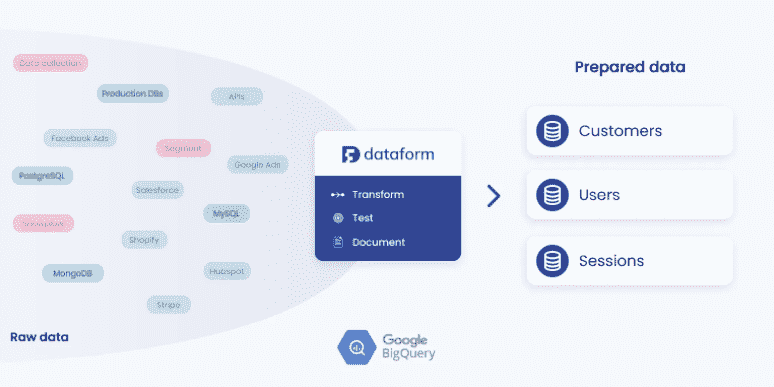 Data collection
Production DBs
APIs
Facebook Ads
Segment
Google Ads
PostgreSQL
Salesforce
MySQL
Snowplow
Shopify
MongoDB
Hubspot
Stripe
Raw data
dataform
Transform
Test
Document
Google
BigQuery
Prepared data
Customers
Users
Sessions